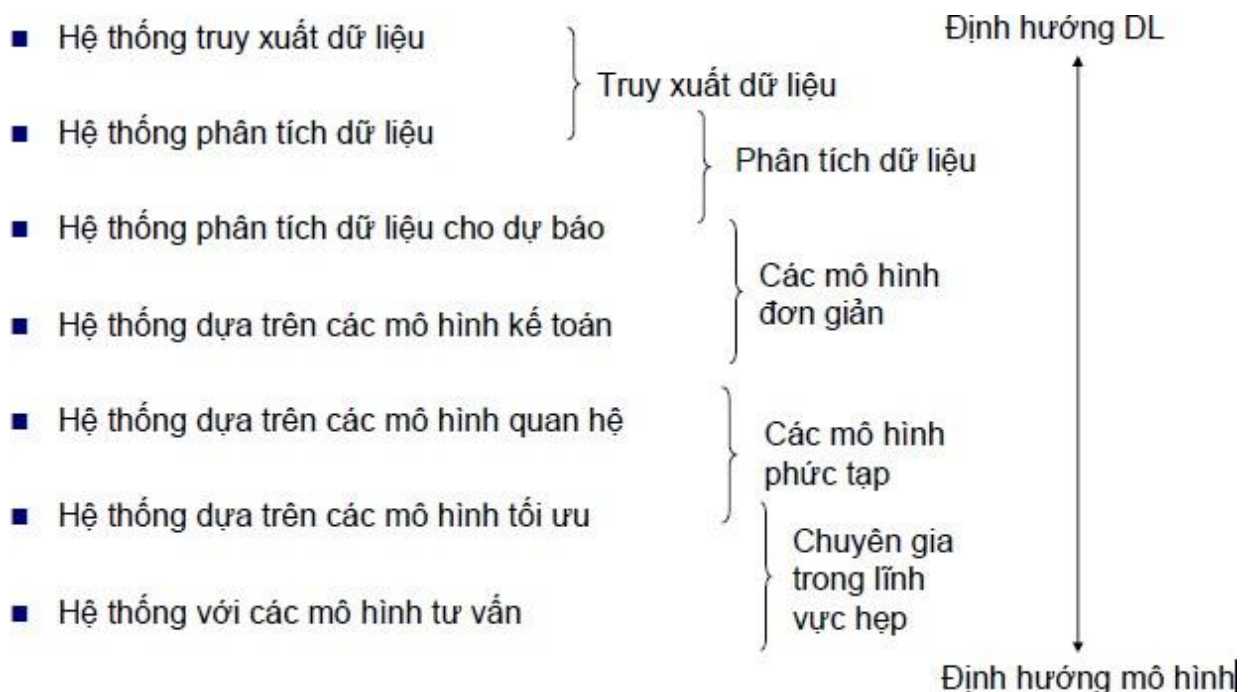 Định hướng DL
Hệ thống truy xuất dữ liệu
Truy xuất dữ liệu
Hệ thống phân tích dữ liệu
Phân tích dữ liệu
Hệ thống phân tích dữ liệu cho dự báo
Các mô hình
đơn giản
Hệ thống dựa trên các mô hình kế toán
Hệ thống dựa trên các mô hình quan hệ
Các mô hình
phức tạp
Hệ thống dựa trên các mô hình tối ưu
Chuyên gia
trong lĩnh
vực hẹp
Hệ thống với các mô hình tư vấn
Định hướng mô hình